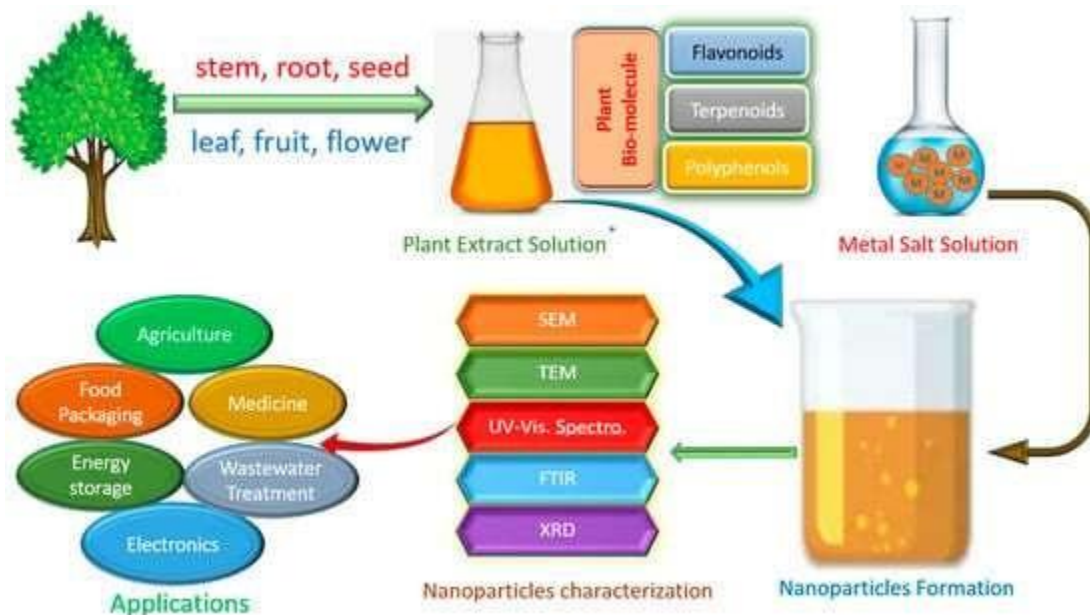 stem, root, seed
leaf, fruit, flower
Plant Extract Solution
Plant
Bio-molecule
Flavonoids
Terpenoids
Polyphenols
M M M M M M M
Metal Salt Solution
Agriculture
Food
Packaging
Medicine
Energy
storage
Wastewater
Treatment
Electronics
Applications
SEM
TEM
UV-Vis. Spectro.
FTIR
XRD
Nanoparticles characterization
Nanoparticles Formation